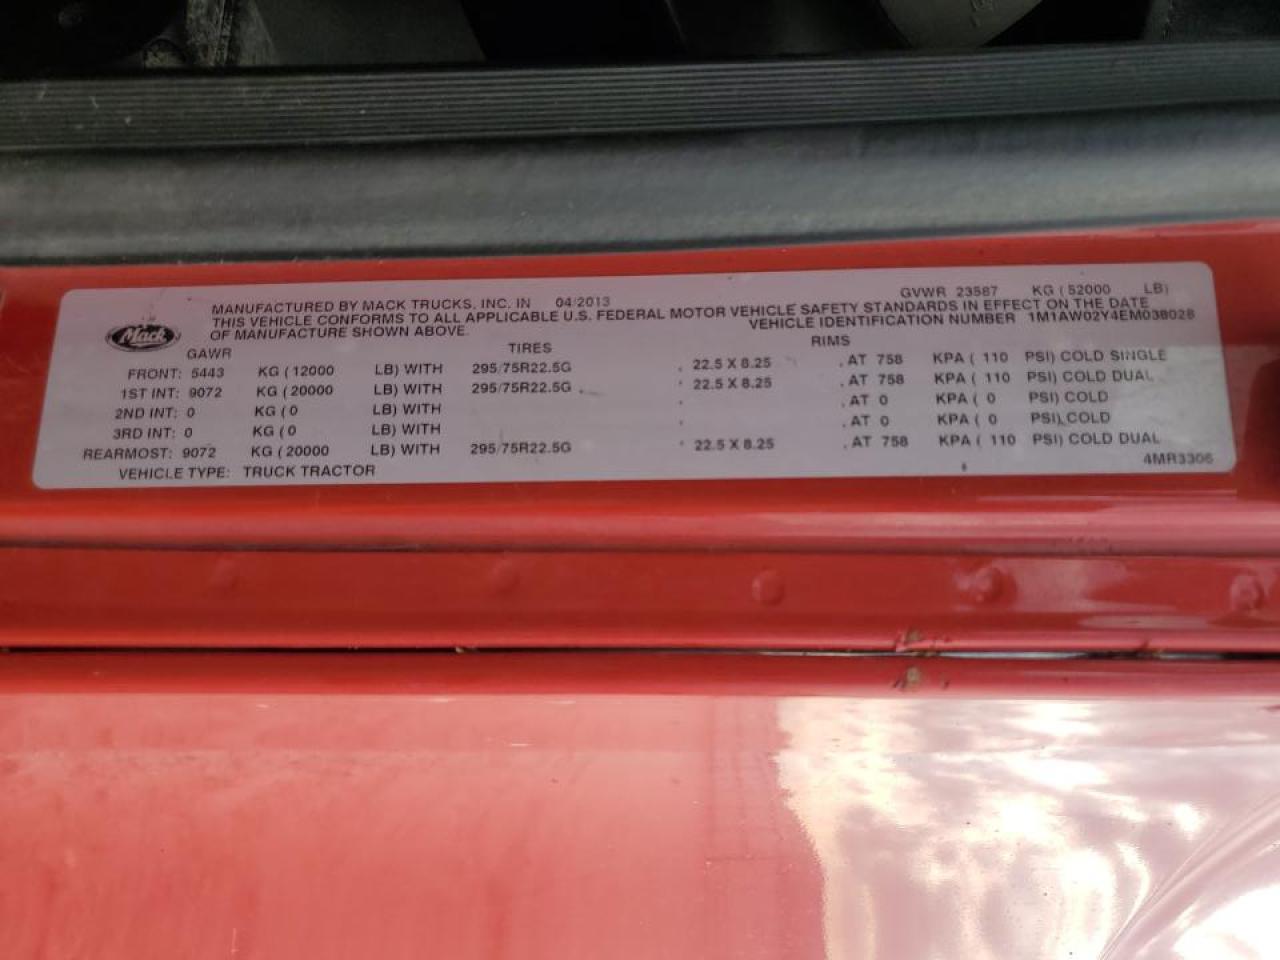 MANUFACTURED BY MACK TRUCKS, INC. IN 04/2013 GVWR 23587 KG (52000 LB)
THIS VEHICLE CONFORMS TO ALL APPLICABLE U.S. FEDERAL MOTOR VEHICLE SAFETY STANDARDS IN EFFECT ON THE DATE
OF MANUFACTURE SHOWN ABOVE. VEHICLE IDENTIFICATION NUMBER 1M1AW02Y4EM038028
Mack
GAWR TIRES RIMS
FRONT: 5443 KG (12000 LB) WITH 295/75R22.5G , 22.5 X 8.25 , AT 758 KPA ( 110 PSI) COLD SINGLE
1ST INT: 9072 KG (20000 LB) WITH 295/75R22.5G , 22.5 X 8.25 , AT 758 KPA ( 110 PSI) COLD DUAL
2ND INT: 0 KG (0 LB) WITH , , AT 0 KPA ( 0 PSI) COLD
3RD INT: 0 KG (0 LB) WITH , , AT 0 KPA ( 0 PSI) COLD
REARMOST: 9072 KG (20000 LB) WITH 295/75R22.5G , 22.5 X 8.25 , AT 758 KPA ( 110 PSI) COLD DUAL
VEHICLE TYPE: TRUCK TRACTOR 4MR3306